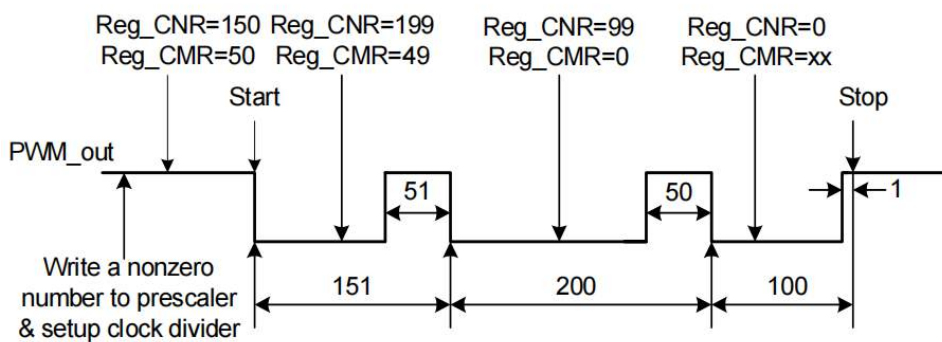 Reg_CNR=150
Reg_CMR=50
Reg_CNR=199
Reg_CMR=49
Reg_CNR=99
Reg_CMR=0
Reg_CNR=0
Reg_CMR=xx
Start
Stop
PWM_out
51
50
1
Write a nonzero
number to prescaler
& setup clock divider
151
200
100